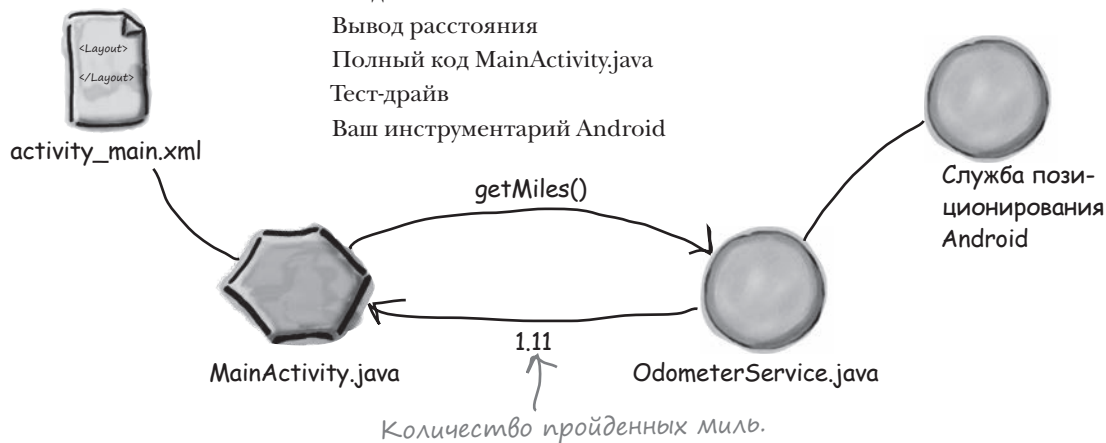 Вывод расстояния
Полный код MainActivity.java
Тест-драйв
Ваш инструментарий Android
<Layout>
</Layout>
activity_main.xml
getMiles()
Служба пози-
ционирования
Android
1.11
MainActivity.java
OdometerService.java
Количество пройденных миль.